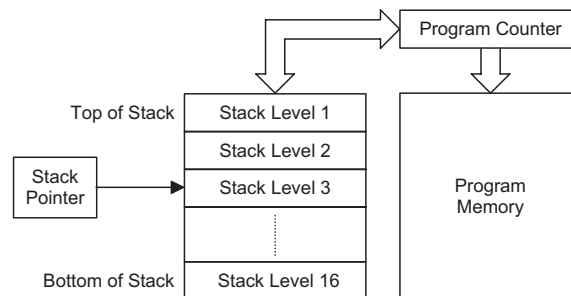 Program Counter
Top of Stack
Stack Level 1
Stack Level 2
Stack
Pointer
Stack Level 3
Program
Memory
Bottom of Stack
Stack Level 16